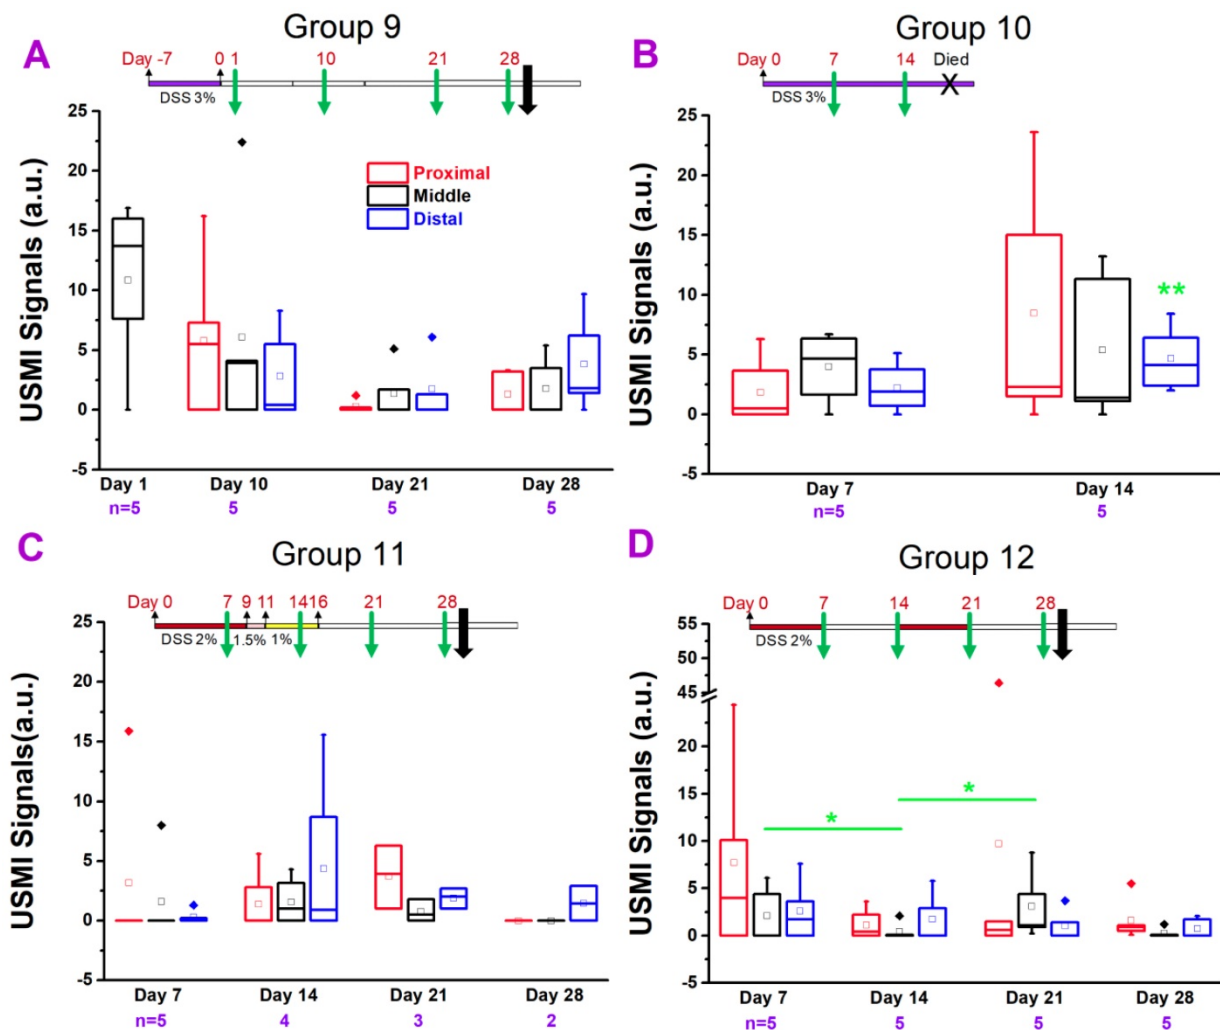 A
Group 9
Day -7 0 1 10 21 28
DSS 3%
USMI Signals (a.u.)
25
20
15
10
5
0
-5
Proximal
Middle
Distal
Day 1 Day 10 Day 21 Day 28
n=5 5 5 5
B
Group 10
Day 0 7 14 Died
X
DSS 3%
USMI Signals (a.u.)
25
20
15
10
5
0
-5
**
Day 7 Day 14
n=5 5
C
Group 11
Day 0 7 9 11 1416 21 28
DSS 2% 1.5% 1%
USMI Signals(a.u.)
25
20
15
10
5
0
-5
Day 7 Day 14 Day 21 Day 28
n=5 4 3 2
D
Group 12
Day 0 7 14 21 28
DSS 2%
USMI Signals (a.u.)
55
50
45
20
15
10
5
0
-5
*
*
Day 7 Day 14 Day 21 Day 28
n=5 5 5 5